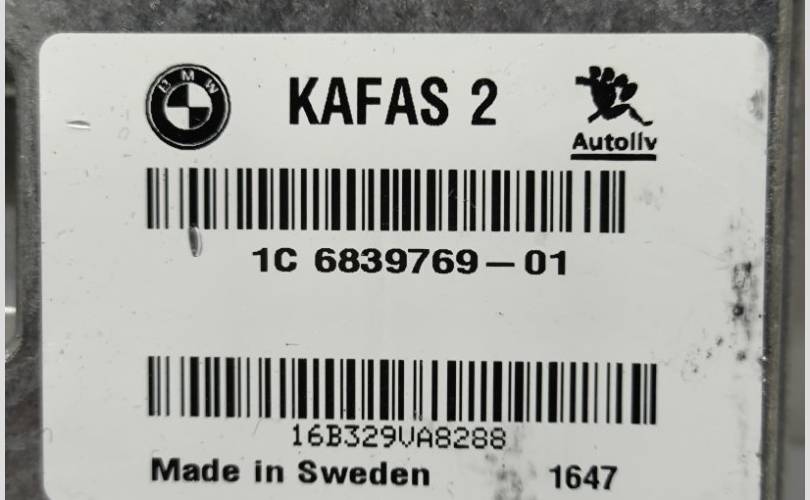 BMW
KAFAS 2
Autoliv
1C 6839769-01
16B329VA8288
Made in Sweden 1647